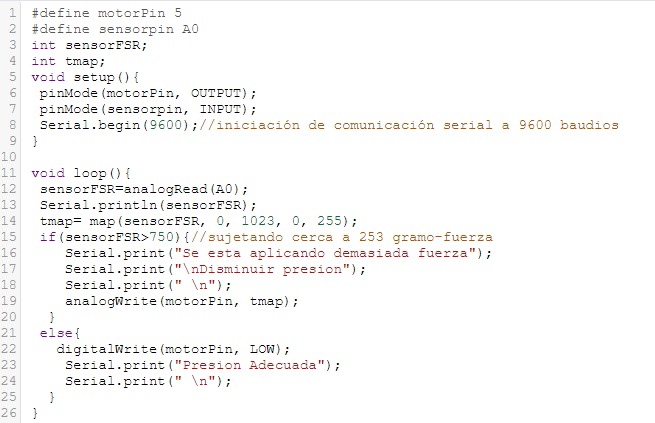 1 #define motorPin 5
2 #define sensorpin A0
3 int sensorFSR;
4 int tmap;
5 void setup(){
6  pinMode(motorPin, OUTPUT);
7  pinMode(sensorpin, INPUT);
8  Serial.begin(9600);//iniciación de comunicación serial a 9600 baudios
9 }
10
11 void loop(){
12  sensorFSR=analogRead(A0);
13  Serial.println(sensorFSR);
14  tmap= map(sensorFSR, 0, 1023, 0, 255);
15  if(sensorFSR>750){//sujetando cerca a 253 gramo-fuerza
16     Serial.print("Se esta aplicando demasiada fuerza");
17     Serial.print("\nDisminuir presion");
18     Serial.print(" \n");
19     analogWrite(motorPin, tmap);
20   }
21  else{
22    digitalWrite(motorPin, LOW);
23     Serial.print("Presion Adecuada");
24     Serial.print(" \n");
25   }
26 }